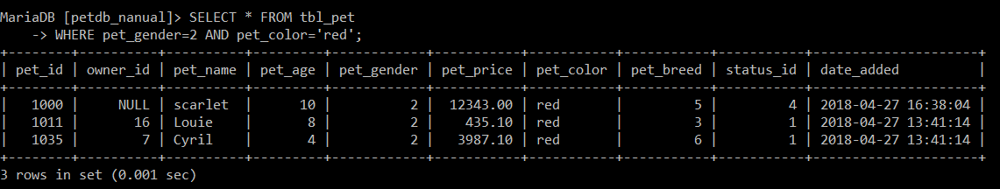 MariaDB [petdb_nanual]> SELECT * FROM tbl_pet
    -> WHERE pet_gender=2 AND pet_color='red';
+--------+----------+----------+---------+------------+-----------+-----------+-----------+-----------+---------------------+
| pet_id | owner_id | pet_name | pet_age | pet_gender | pet_price | pet_color | pet_breed | status_id | date_added          |
+--------+----------+----------+---------+------------+-----------+-----------+-----------+-----------+---------------------+
|   1000 |     NULL | scarlet  |      10 |          2 |  12343.00 | red       |         5 |         4 | 2018-04-27 16:38:04 |
|   1011 |       16 | Louie    |       8 |          2 |    435.10 | red       |         3 |         1 | 2018-04-27 13:41:14 |
|   1035 |        7 | Cyril    |       4 |          2 |   3987.10 | red       |         6 |         1 | 2018-04-27 13:41:14 |
+--------+----------+----------+---------+------------+-----------+-----------+-----------+-----------+---------------------+
3 rows in set (0.001 sec)